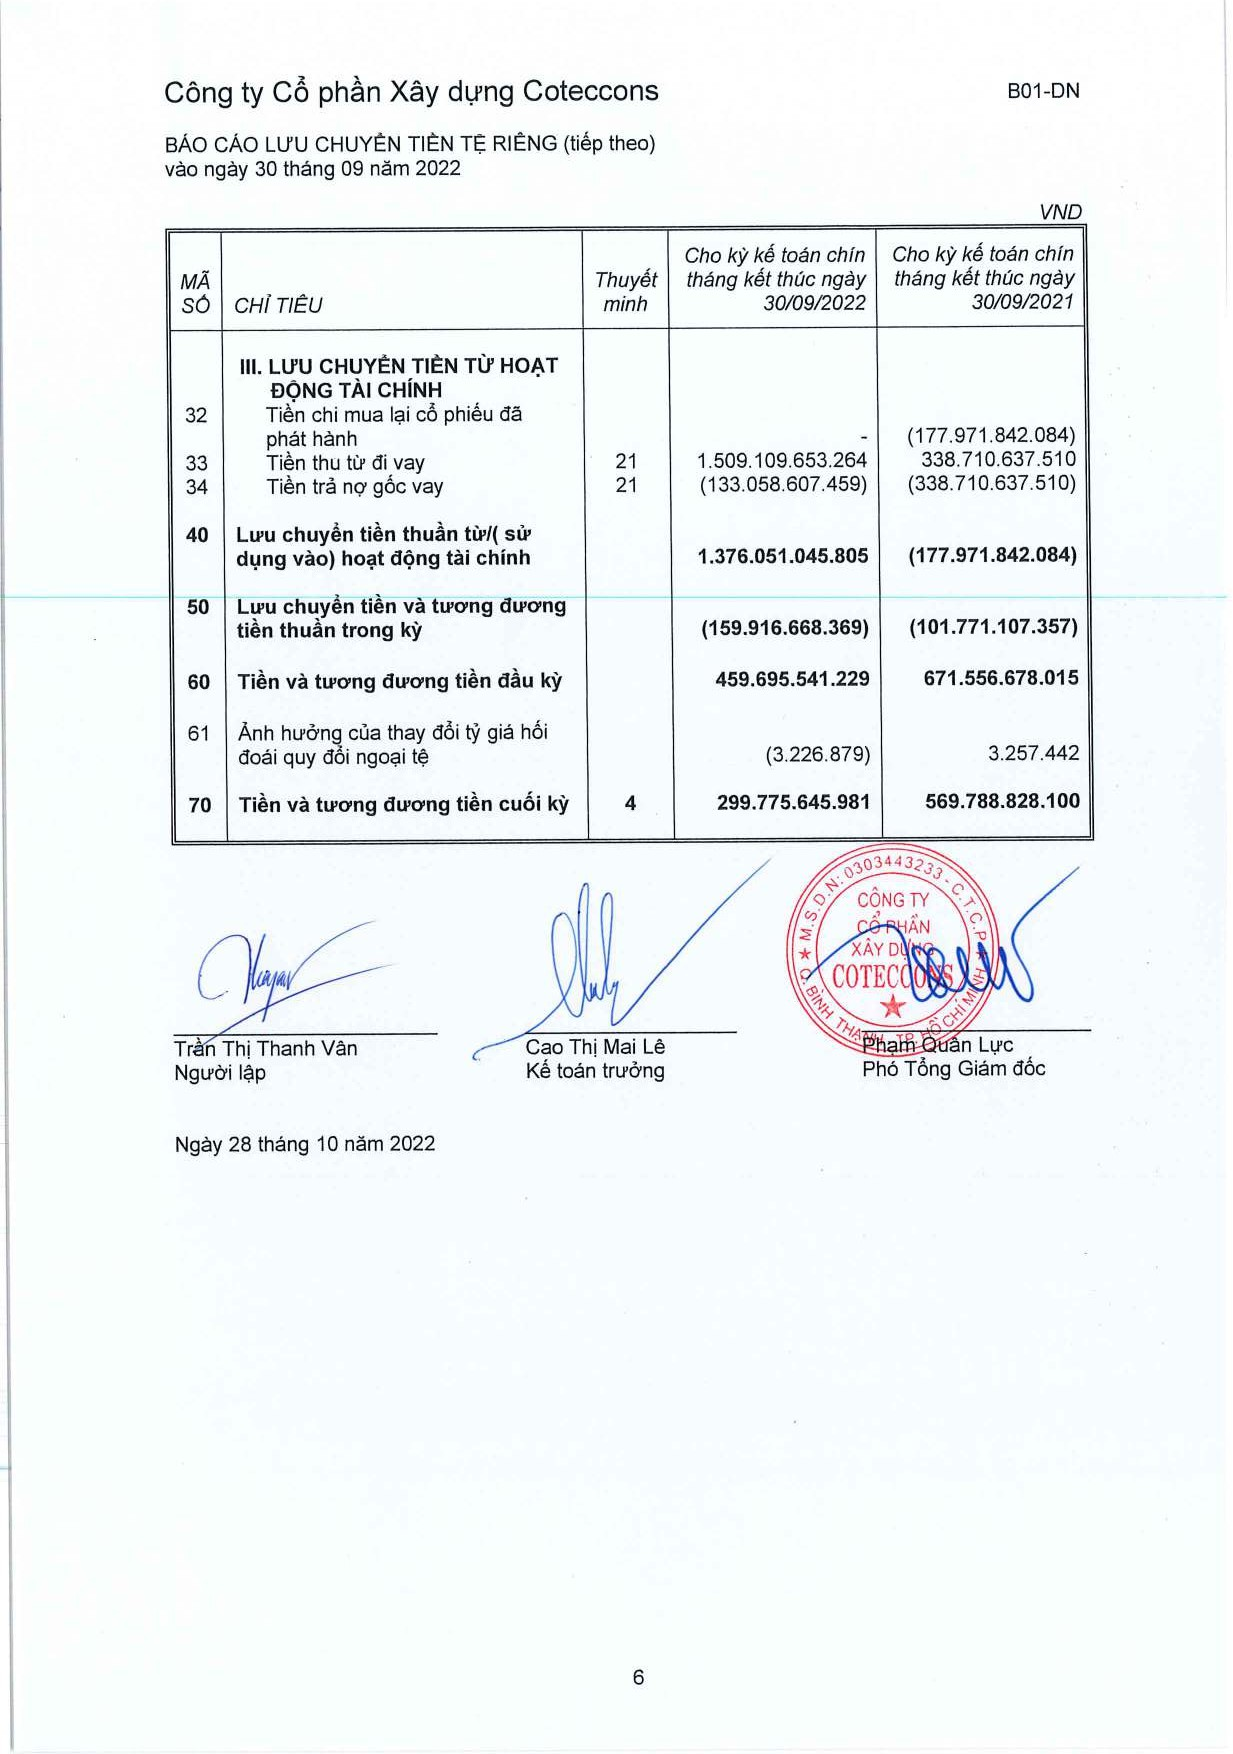 Công ty Cổ phần Xây dựng Coteccons
B01-DN
BÁO CÁO LƯU CHUYỂN TIỀN TỆ RIÊNG (tiếp theo)
vào ngày 30 tháng 09 năm 2022
VND
MÃ SỐ CHỈ TIÊU Thuyết minh Cho kỳ kế toán chín tháng kết thúc ngày 30/09/2022 Cho kỳ kế toán chín tháng kết thúc ngày 30/09/2021
III. LƯU CHUYỂN TIỀN TỪ HOẠT
ĐỘNG TÀI CHÍNH
32 Tiền chi mua lại cổ phiếu đã
phát hành - (177.971.842.084)
33 Tiền thu từ đi vay 21 1.509.109.653.264 338.710.637.510
34 Tiền trả nợ gốc vay 21 (133.058.607.459) (338.710.637.510)
40 Lưu chuyển tiền thuần từ/( sử
dụng vào) hoạt động tài chính 1.376.051.045.805 (177.971.842.084)
50 Lưu chuyển tiền và tương đương
tiền thuần trong kỳ (159.916.668.369) (101.771.107.357)
60 Tiền và tương đương tiền đầu kỳ 459.695.541.229 671.556.678.015
61 Ảnh hưởng của thay đổi tỷ giá hối
đoái quy đổi ngoại tệ (3.226.879) 3.257.442
70 Tiền và tương đương tiền cuối kỳ 4 299.775.645.981 569.788.828.100
M.S.D.N: 0303443233 - C.T.C.P
CÔNG TY
CỔ PHẦN
XÂY DỰNG
COTECCONS
Q. BÌNH THẠNH - TP. HỒ CHÍ MINH
Trần Thị Thanh Vân
Người lập
Cao Thị Mai Lê
Kế toán trưởng
Phạm Quân Lực
Phó Tổng Giám đốc
Ngày 28 tháng 10 năm 2022
6